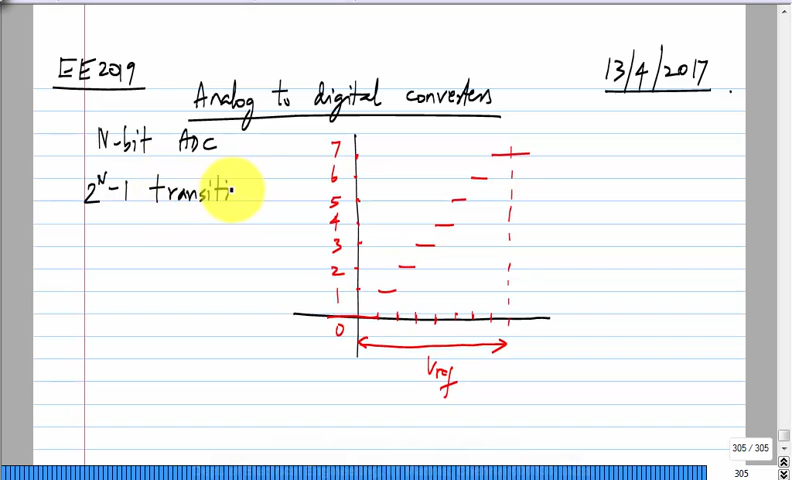 EE2019
13/4/2017
Analog to digital converters
N-bit ADC
2^N-1 transiti
7
6
5
4
3
2
1
0
Vref
305 / 305
305